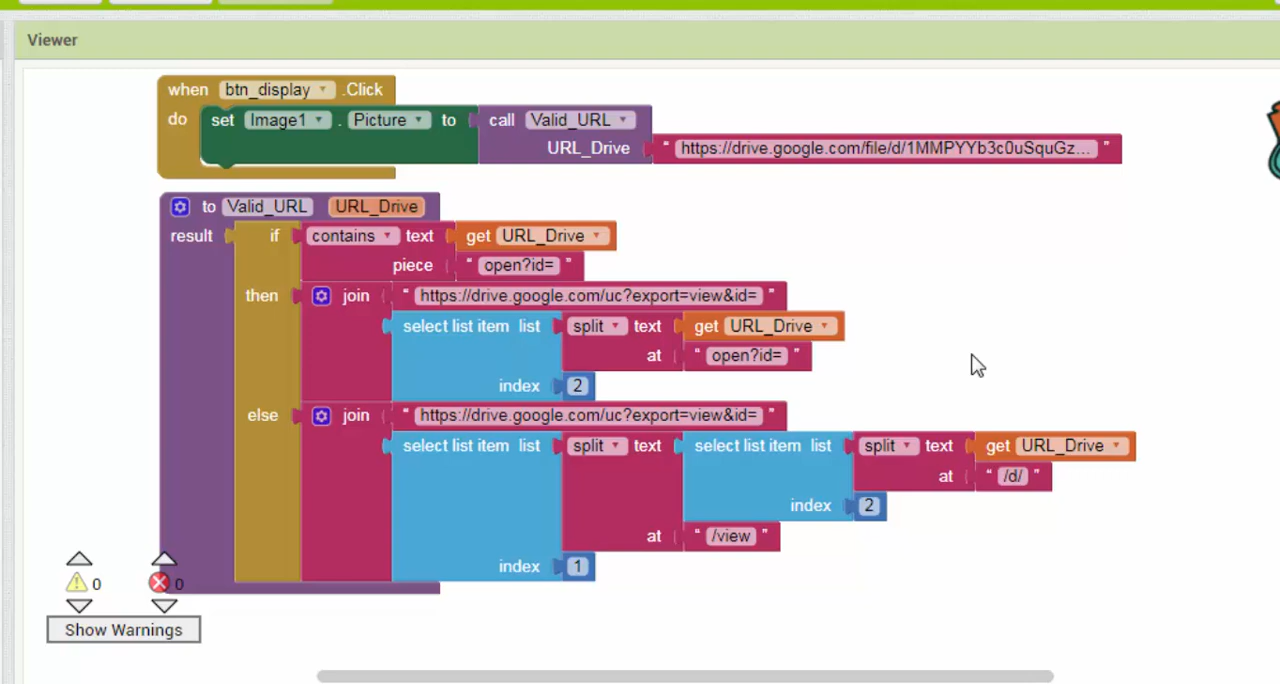 Viewer
when btn_display .Click
do set Image1 . Picture to call Valid_URL
URL_Drive " https://drive.google.com/file/d/1MMPYYb3c0uSquGz... "
to Valid_URL URL_Drive
result if contains text get URL_Drive
piece " open?id= "
then join " https://drive.google.com/uc?export=view&id= "
select list item list split text get URL_Drive
at " open?id= "
index 2
else join " https://drive.google.com/uc?export=view&id= "
select list item list split text select list item list split text get URL_Drive
at " /d/ "
index 2
at " /view "
index 1
0 0
Show Warnings